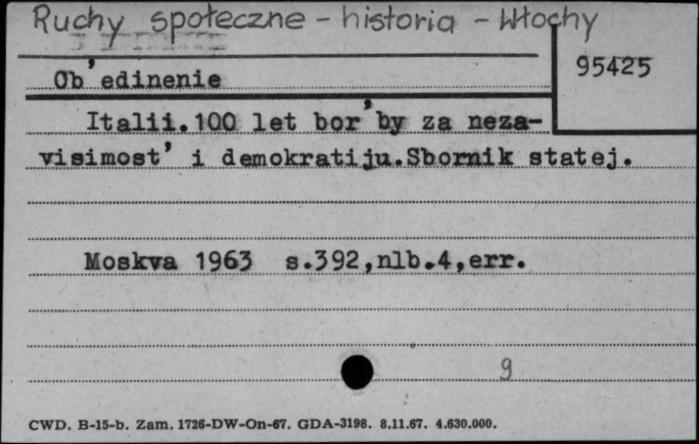 Ruchy społeczne - historia - Włochy
95425
Ob'edinenie
Italii.100 let bor'by za neza-
visimost' i demokratiju.Sbornik statej.
Moskva 1963 s.392,nlb.4,err.
9
CWD. B-15-b. Zam. 1726-DW-On-67. GDA-3198. 8.11.67. 4.630.000.